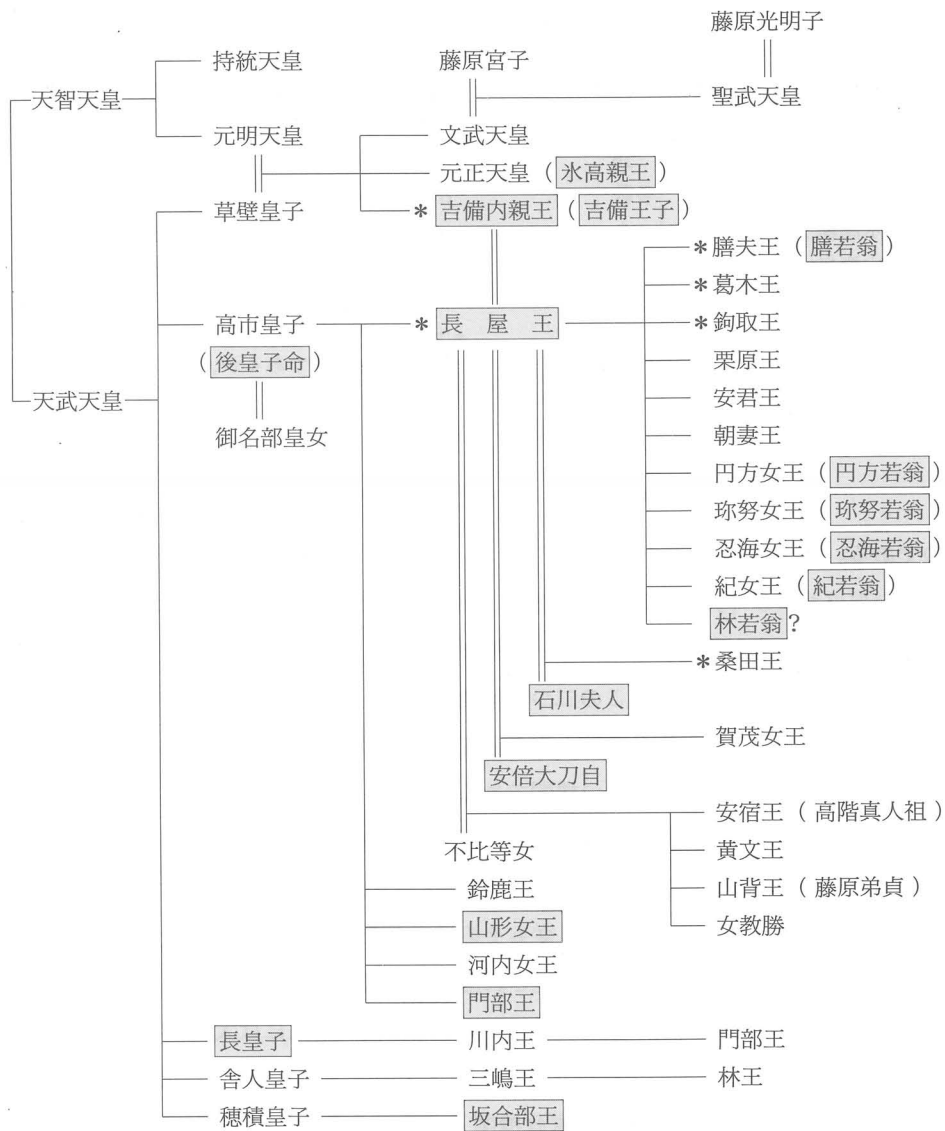 藤原光明子
持統天皇 藤原宮子
天智天皇 聖武天皇
元明天皇 文武天皇
元正天皇(氷高親王)
草壁皇子 *吉備内親王(吉備王子)
*膳夫王(膳若翁)
*葛木王
高市皇子 *長屋王 *鉤取王
(後皇子命) 栗原王
天武天皇 安君王
御名部皇女 朝妻王
円方女王(円方若翁)
珎努女王(珎努若翁)
忍海女王(忍海若翁)
紀女王(紀若翁)
林若翁?
*桑田王
石川夫人
賀茂女王
安倍大刀自
安宿王(高階真人祖)
不比等女 黄文王
鈴鹿王 山背王(藤原弟貞)
山形女王 女教勝
河内女王
門部王
長皇子 川内王 門部王
舎人皇子 三嶋王 林王
穂積皇子 坂合部王